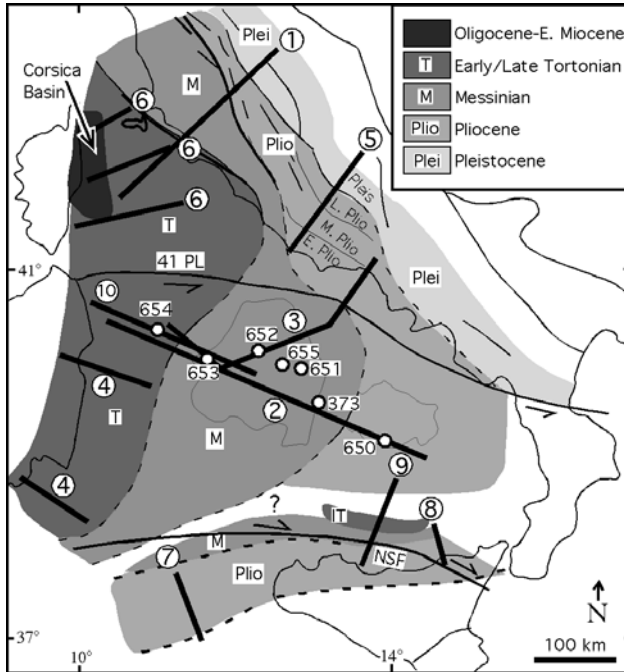 Oligocene-E. Miocene
T Early/Late Tortonian
M Messinian
Plio Pliocene
Plei Pleistocene
Plei
1
Corsica
Basin
M
6
Plio
5
6
Pleis
L. Plio
6
M. Plio
T
E. Plio
41°
41 PL
Plei
10
654
3
652
655
653
651
4
2
373
T
M
650
9
4
?
IT
8
M
NSF
7
Plio
N
37°
10°
14°
100 km